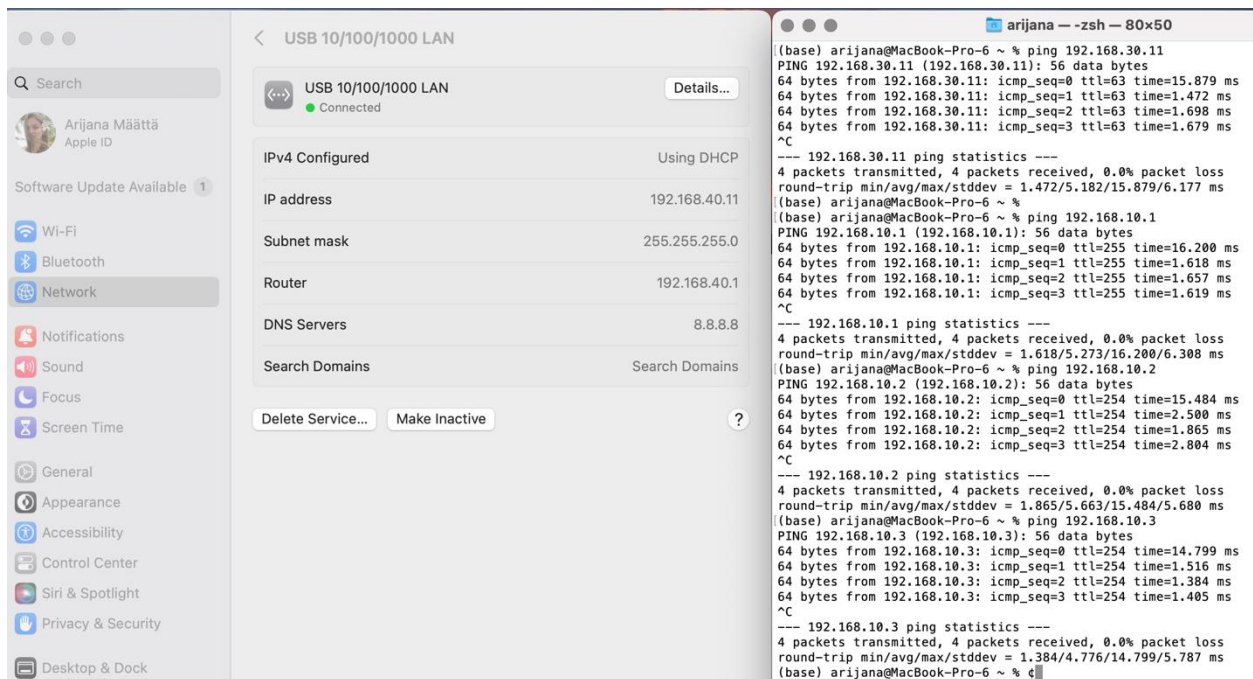 Search
Arijana Määttä
Apple ID
Software Update Available 1
Wi-Fi
Bluetooth
Network
Notifications
Sound
Focus
Screen Time
General
Appearance
Accessibility
Control Center
Siri & Spotlight
Privacy & Security
Desktop & Dock
USB 10/100/1000 LAN
USB 10/100/1000 LAN
Connected
Details...
IPv4 Configured Using DHCP
IP address 192.168.40.11
Subnet mask 255.255.255.0
Router 192.168.40.1
DNS Servers 8.8.8.8
Search Domains Search Domains
Delete Service... Make Inactive ?
arijana — -zsh — 80×50
[(base) arijana@MacBook-Pro-6 ~ % ping 192.168.30.11
PING 192.168.30.11 (192.168.30.11): 56 data bytes
64 bytes from 192.168.30.11: icmp_seq=0 ttl=63 time=15.879 ms
64 bytes from 192.168.30.11: icmp_seq=1 ttl=63 time=1.472 ms
64 bytes from 192.168.30.11: icmp_seq=2 ttl=63 time=1.698 ms
64 bytes from 192.168.30.11: icmp_seq=3 ttl=63 time=1.679 ms
^C
--- 192.168.30.11 ping statistics ---
4 packets transmitted, 4 packets received, 0.0% packet loss
round-trip min/avg/max/stddev = 1.472/5.182/15.879/6.177 ms
[(base) arijana@MacBook-Pro-6 ~ %
[(base) arijana@MacBook-Pro-6 ~ % ping 192.168.10.1
PING 192.168.10.1 (192.168.10.1): 56 data bytes
64 bytes from 192.168.10.1: icmp_seq=0 ttl=255 time=16.200 ms
64 bytes from 192.168.10.1: icmp_seq=1 ttl=255 time=1.618 ms
64 bytes from 192.168.10.1: icmp_seq=2 ttl=255 time=1.657 ms
64 bytes from 192.168.10.1: icmp_seq=3 ttl=255 time=1.619 ms
^C
--- 192.168.10.1 ping statistics ---
4 packets transmitted, 4 packets received, 0.0% packet loss
round-trip min/avg/max/stddev = 1.618/5.273/16.200/6.308 ms
[(base) arijana@MacBook-Pro-6 ~ % ping 192.168.10.2
PING 192.168.10.2 (192.168.10.2): 56 data bytes
64 bytes from 192.168.10.2: icmp_seq=0 ttl=254 time=15.484 ms
64 bytes from 192.168.10.2: icmp_seq=1 ttl=254 time=2.500 ms
64 bytes from 192.168.10.2: icmp_seq=2 ttl=254 time=1.865 ms
64 bytes from 192.168.10.2: icmp_seq=3 ttl=254 time=2.804 ms
^C
--- 192.168.10.2 ping statistics ---
4 packets transmitted, 4 packets received, 0.0% packet loss
round-trip min/avg/max/stddev = 1.865/5.663/15.484/5.680 ms
[(base) arijana@MacBook-Pro-6 ~ % ping 192.168.10.3
PING 192.168.10.3 (192.168.10.3): 56 data bytes
64 bytes from 192.168.10.3: icmp_seq=0 ttl=254 time=14.799 ms
64 bytes from 192.168.10.3: icmp_seq=1 ttl=254 time=1.516 ms
64 bytes from 192.168.10.3: icmp_seq=2 ttl=254 time=1.384 ms
64 bytes from 192.168.10.3: icmp_seq=3 ttl=254 time=1.405 ms
^C
--- 192.168.10.3 ping statistics ---
4 packets transmitted, 4 packets received, 0.0% packet loss
round-trip min/avg/max/stddev = 1.384/4.776/14.799/5.787 ms
(base) arijana@MacBook-Pro-6 ~ % ¢